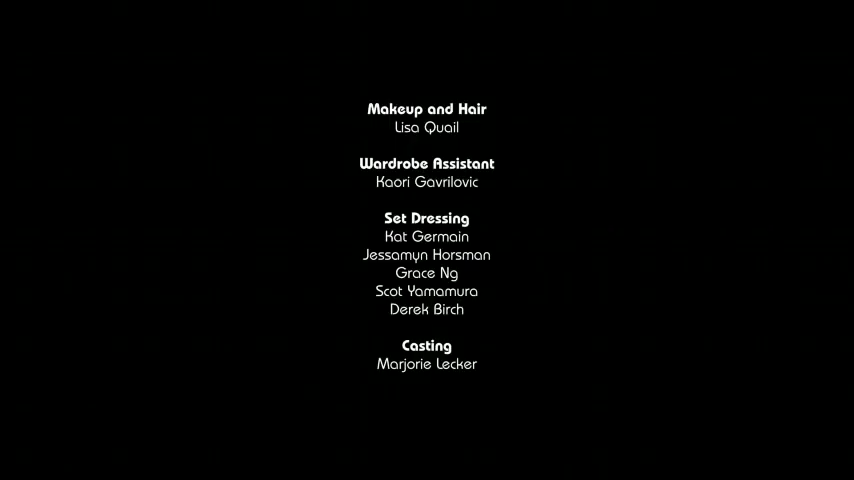 Makeup and Hair
Lisa Quail
Wardrobe Assistant
Kaori Gavrilovic
Set Dressing
Kat Germain
Jessamyn Horsman
Grace Ng
Scot Yamamura
Derek Birch
Casting
Marjorie Lecker